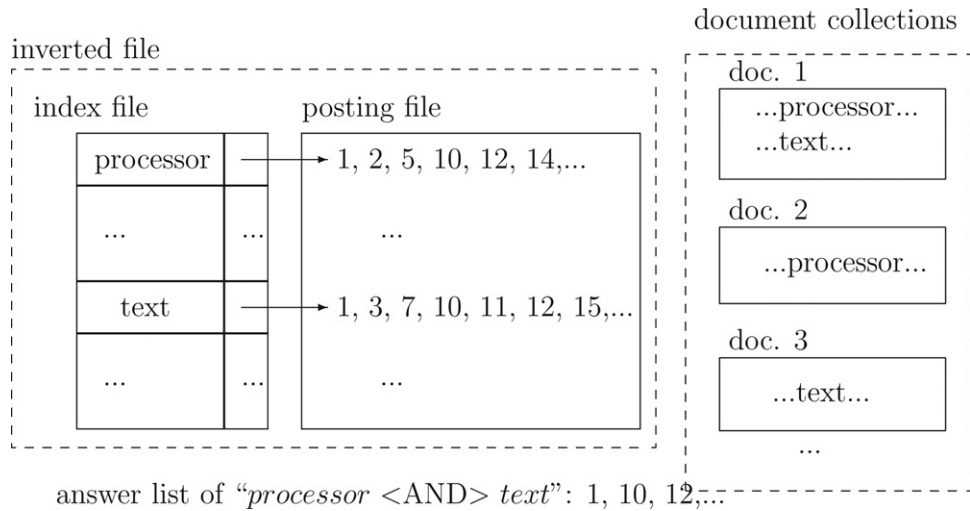 document collections
inverted file
index file
posting file
processor
1, 2, 5, 10, 12, 14,...
... ... ...
text
1, 3, 7, 10, 11, 12, 15,...
... ... ...
doc. 1
...processor...
...text...
doc. 2
...processor...
doc. 3
...text...
...
answer list of “processor <AND> text”: 1, 10, 12,...